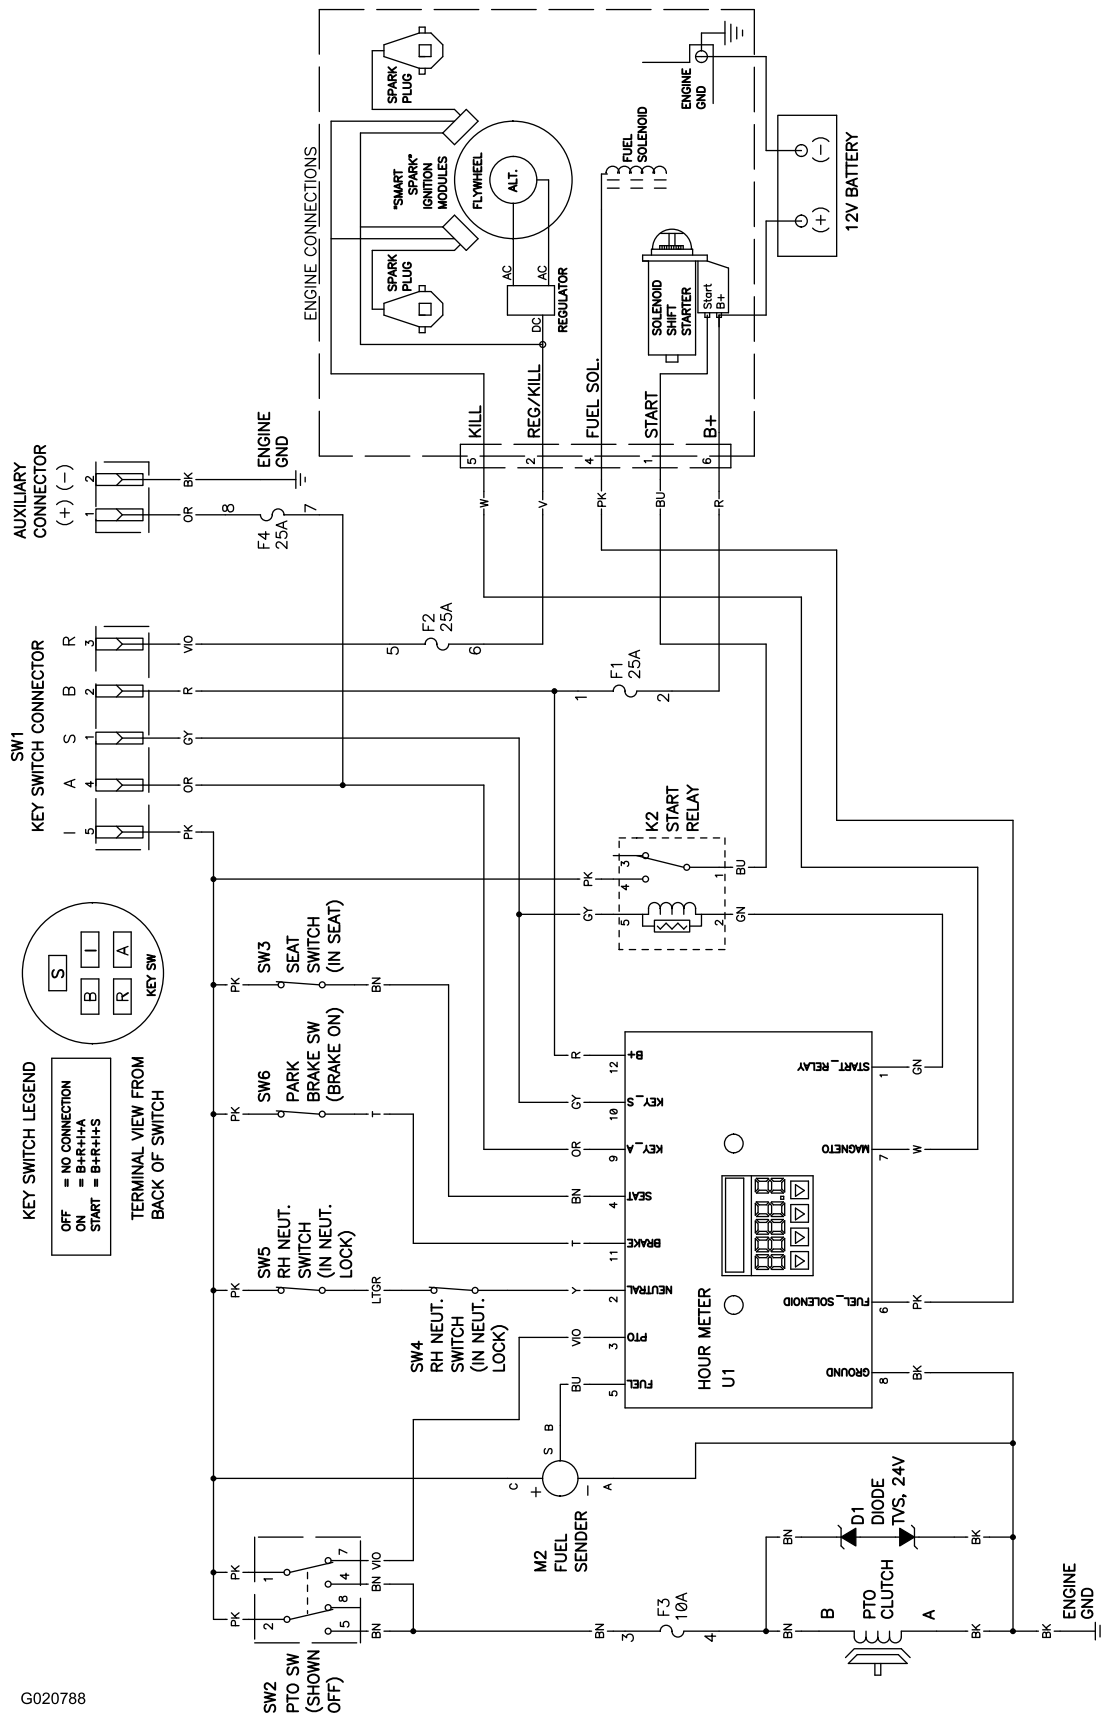 ENGINE CONNECTIONS
SPARK
PLUG
"SMART
SPARK"
IGNITION
MODULES
SPARK
PLUG
FLYWHEEL
ALT.
AC
AC
DC
REGULATOR
FUEL
SOLENOID
ENGINE
GND
SOLENOID
SHIFT
STARTER
Start
B+
(+)
(-)
12V BATTERY
KILL
REG/KILL
FUEL SOL.
START
B+
5
2
4
1
6
W
V
PK
BU
R
AUXILIARY
CONNECTOR
(+) (-)
1
2
OR
BK
ENGINE
GND
8
7
F4
25A
SW1
KEY SWITCH CONNECTOR
I
A
S
B
R
5
4
1
2
3
PK
OR
GY
R
VIO
5
6
F2
25A
1
2
F1
25A
K2
START
RELAY
3
4
1
5
2
PK
BU
GY
GN
KEY SWITCH LEGEND
OFF = NO CONNECTION
ON = B+R+I+A
START = B+R+I+S
TERMINAL VIEW FROM
BACK OF SWITCH
S
B
I
R
A
KEY SW
PK
SW3
SEAT
SWITCH
(IN SEAT)
BN
PK
SW6
PARK
BRAKE SW
(BRAKE ON)
T
PK
SW5
RH NEUT.
SWITCH
(IN NEUT.
LOCK)
LTGR
SW4
RH NEUT.
SWITCH
(IN NEUT.
LOCK)
Y
R
12
B+
GY
10
KEY_S
OR
9
KEY_A
BN
4
SEAT
T
11
BRAKE
2
NEUTRAL
VIO
3
PTO
BU
5
FUEL
HOUR METER
U1
START_RELAY
1
GN
MAGNETO
7
W
FUEL_SOLENOID
6
PK
GROUND
8
BK
S B
C
+
-
A
M2
FUEL
SENDER
PK
PK
1
2
7
4
8
5
VIO
BN
BN
SW2
PTO SW
(SHOWN
OFF)
BN
3
4
F3
10A
BN
BN
B
A
PTO
CLUTCH
D1
DIODE
TVS, 24V
BK
BK
BK
ENGINE
GND
G020788